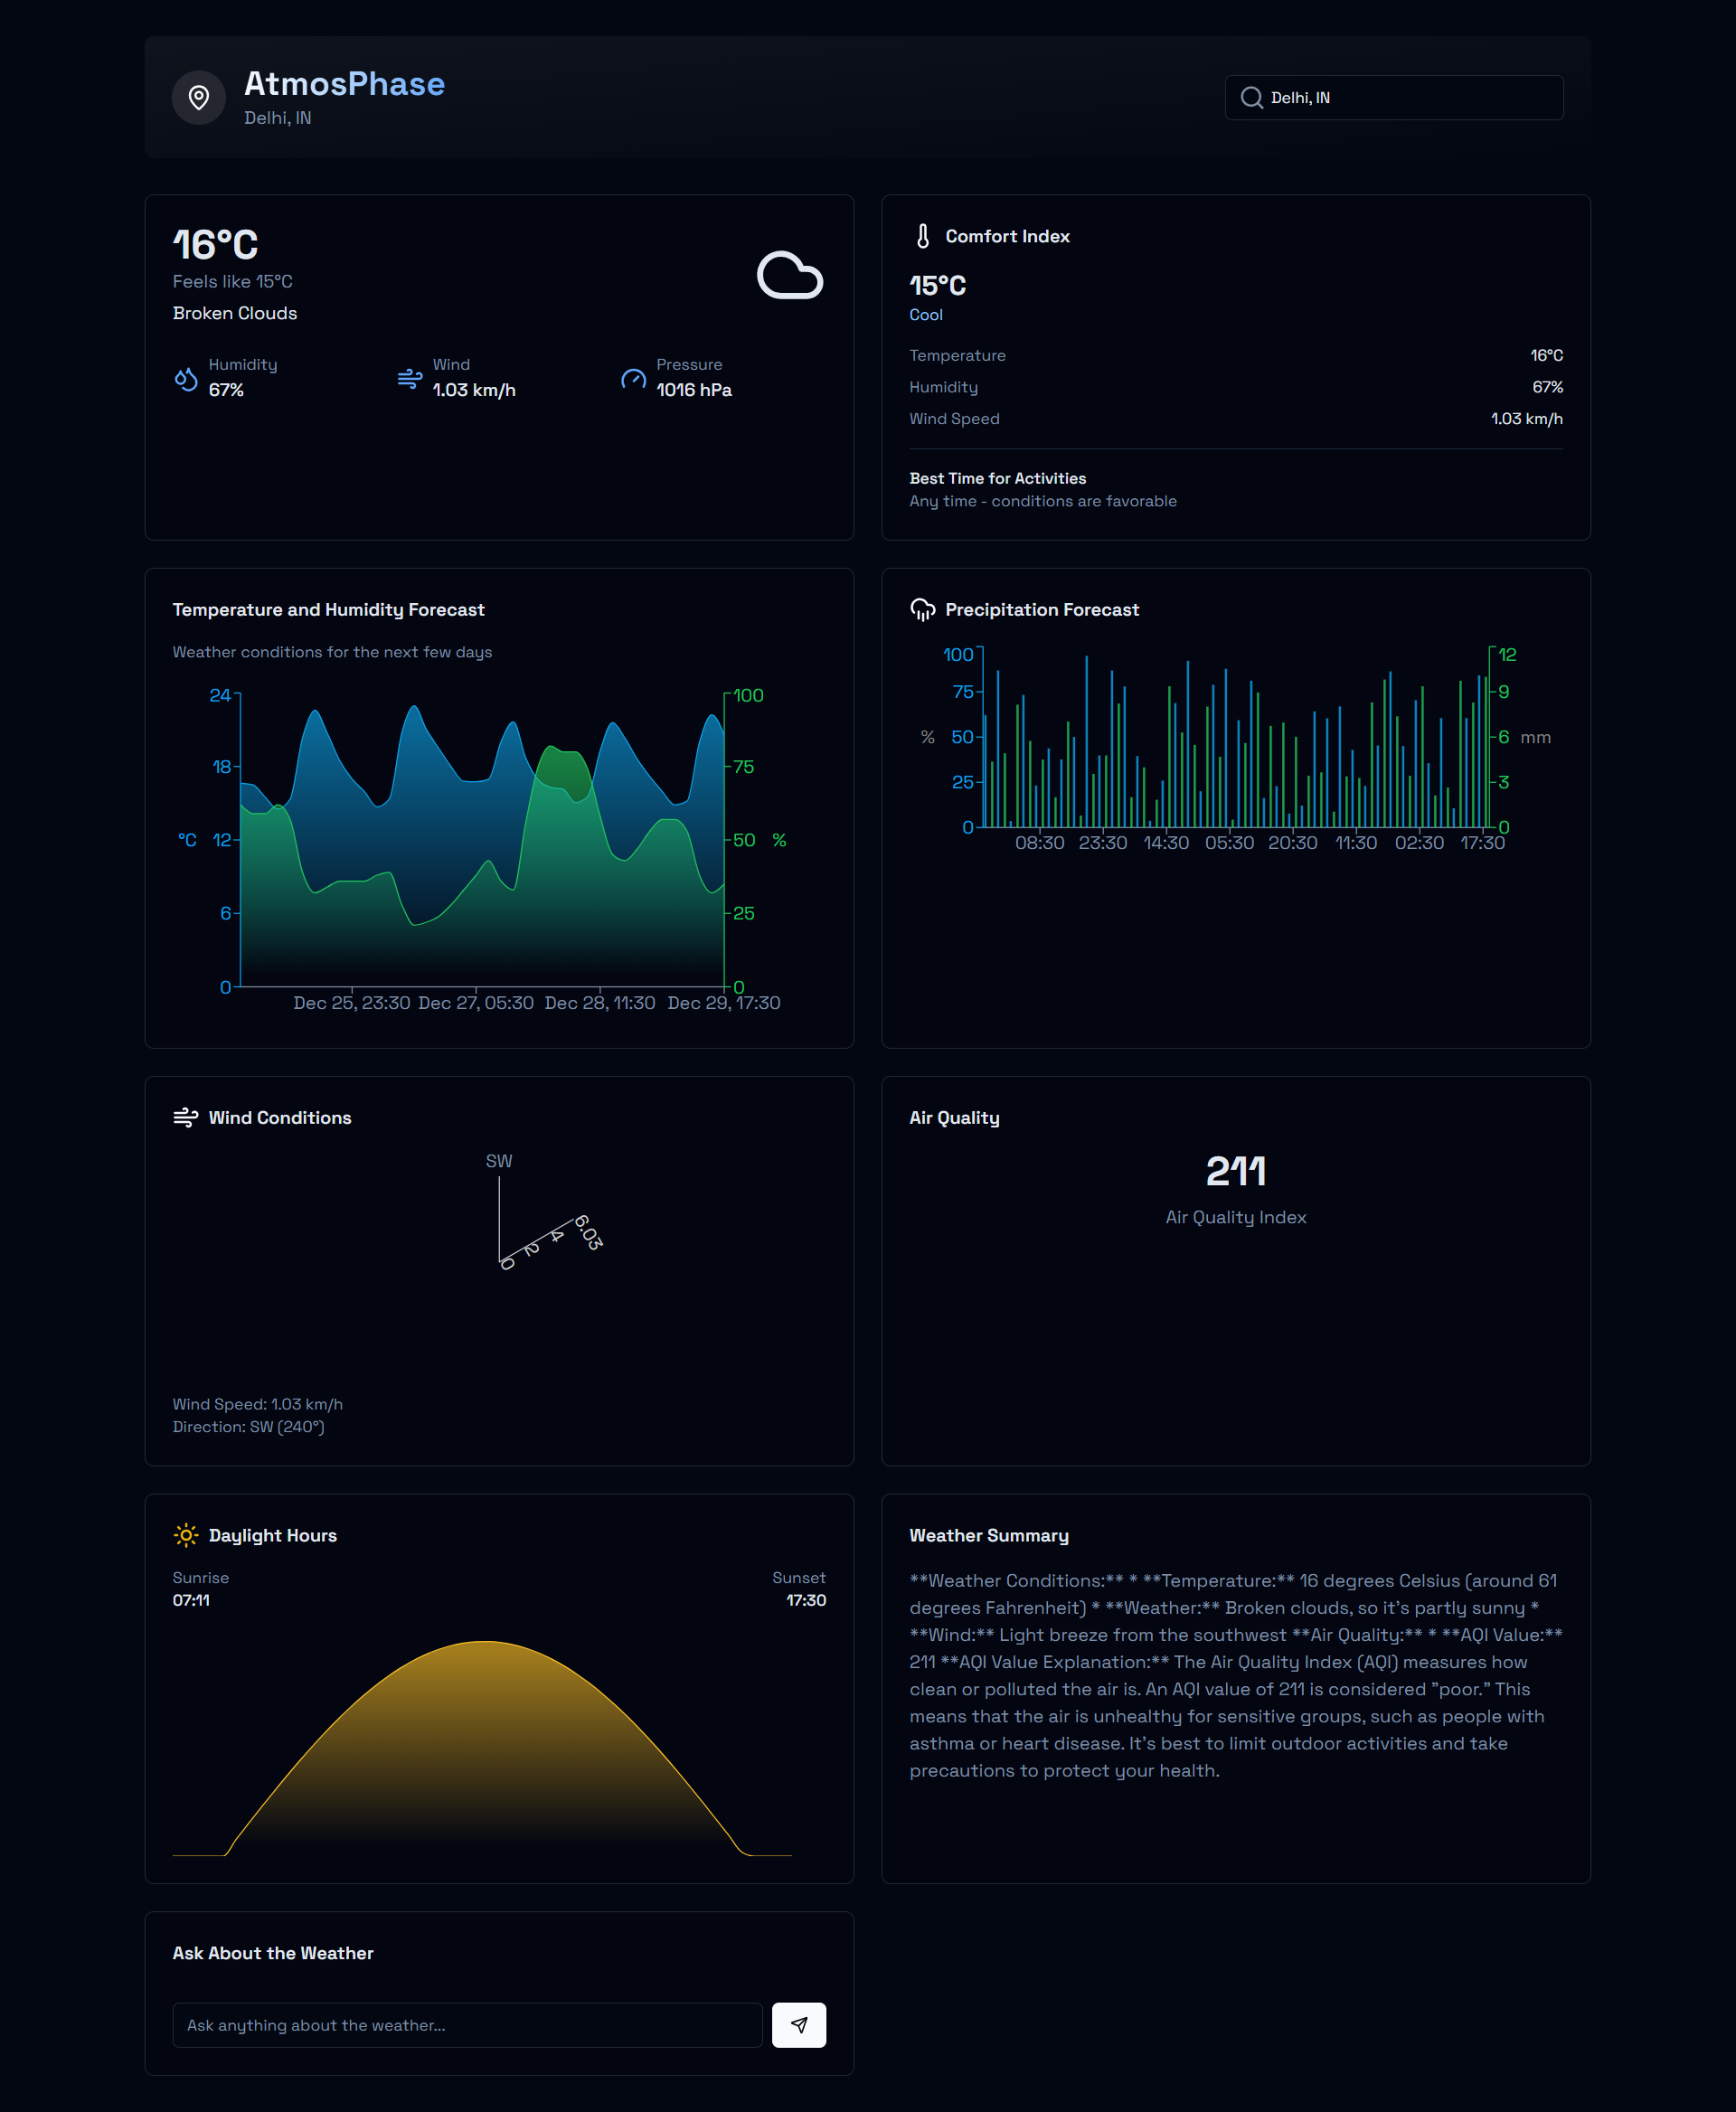 AtmosPhase
Delhi, IN
Delhi, IN
16°C
Feels like 15°C
Broken Clouds
Humidity
67%
Wind
1.03 km/h
Pressure
1016 hPa
Comfort Index
15°C
Cool
Temperature 16°C
Humidity 67%
Wind Speed 1.03 km/h
Best Time for Activities
Any time - conditions are favorable
Temperature and Humidity Forecast
Weather conditions for the next few days
24 100
18 75
°C 12 50 %
6 25
0 0
Dec 25, 23:30 Dec 27, 05:30 Dec 28, 11:30 Dec 29, 17:30
Precipitation Forecast
100 12
75 9
% 50 6 mm
25 3
0 0
08:30 23:30 14:30 05:30 20:30 11:30 02:30 17:30
Wind Conditions
SW
0 2 4 6.03
Wind Speed: 1.03 km/h
Direction: SW (240°)
Air Quality
211
Air Quality Index
Daylight Hours
Sunrise Sunset
07:11 17:30
Weather Summary
**Weather Conditions:** * **Temperature:** 16 degrees Celsius (around 61
degrees Fahrenheit) * **Weather:** Broken clouds, so it's partly sunny *
**Wind:** Light breeze from the southwest **Air Quality:** * **AQI Value:**
211 **AQI Value Explanation:** The Air Quality Index (AQI) measures how
clean or polluted the air is. An AQI value of 211 is considered "poor." This
means that the air is unhealthy for sensitive groups, such as people with
asthma or heart disease. It's best to limit outdoor activities and take
precautions to protect your health.
Ask About the Weather
Ask anything about the weather...